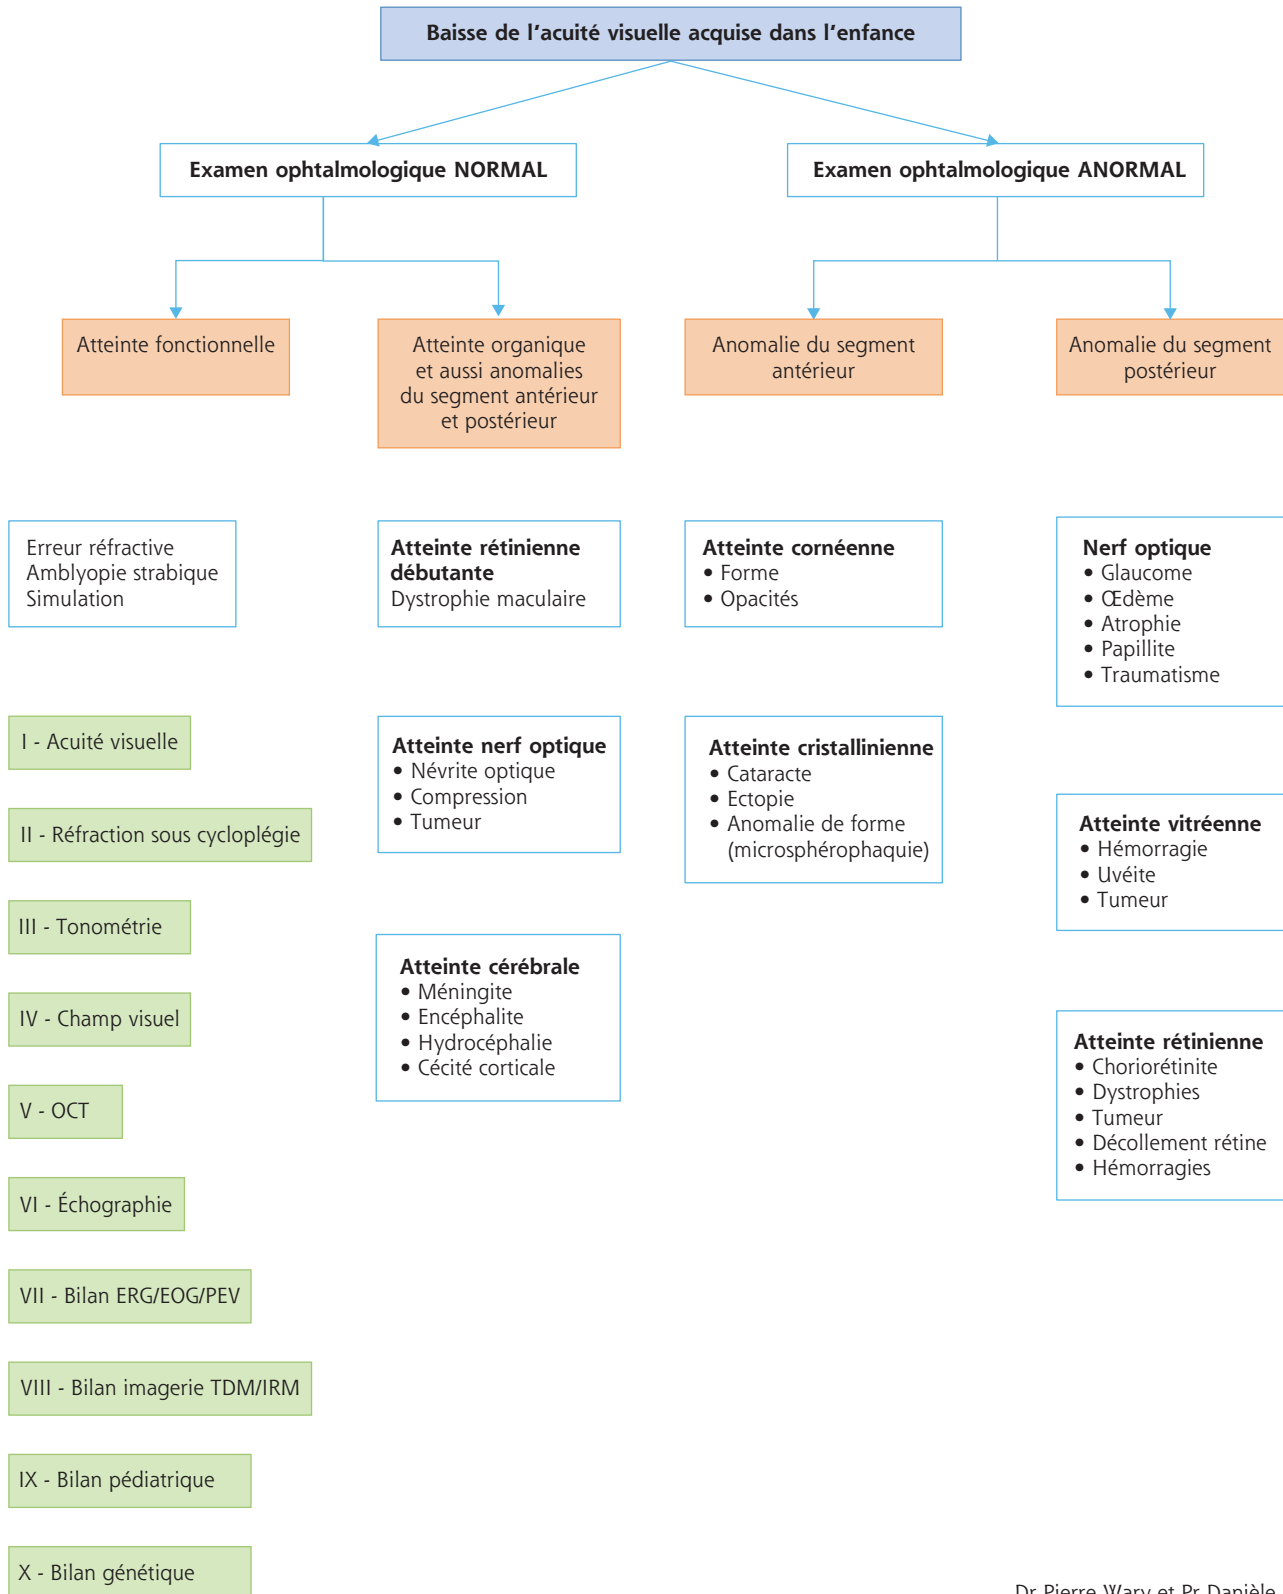 Baisse de l’acuité visuelle acquise dans l’enfance
Examen ophtalmologique NORMAL
Examen ophtalmologique ANORMAL
Atteinte fonctionnelle
Atteinte organique
et aussi anomalies
du segment antérieur
et postérieur
Anomalie du segment
antérieur
Anomalie du segment
postérieur
Erreur réfractive
Amblyopie strabique
Simulation
I - Acuité visuelle
II - Réfraction sous cycloplégie
III - Tonométrie
IV - Champ visuel
V - OCT
VI - Échographie
VII - Bilan ERG/EOG/PEV
VIII - Bilan imagerie TDM/IRM
IX - Bilan pédiatrique
X - Bilan génétique
Atteinte rétinienne
débutante
Dystrophie maculaire
Atteinte nerf optique
• Névrite optique
• Compression
• Tumeur
Atteinte cérébrale
• Méningite
• Encéphalite
• Hydrocéphalie
• Cécité corticale
Atteinte cornéenne
• Forme
• Opacités
Atteinte cristallinienne
• Cataracte
• Ectopie
• Anomalie de forme
(microsphérophaquie)
Nerf optique
• Glaucome
• Œdème
• Atrophie
• Papillite
• Traumatisme
Atteinte vitréenne
• Hémorragie
• Uvéite
• Tumeur
Atteinte rétinienne
• Choriorétinite
• Dystrophies
• Tumeur
• Décollement rétine
• Hémorragies
Dr Pierre Wary et Pr Danièle